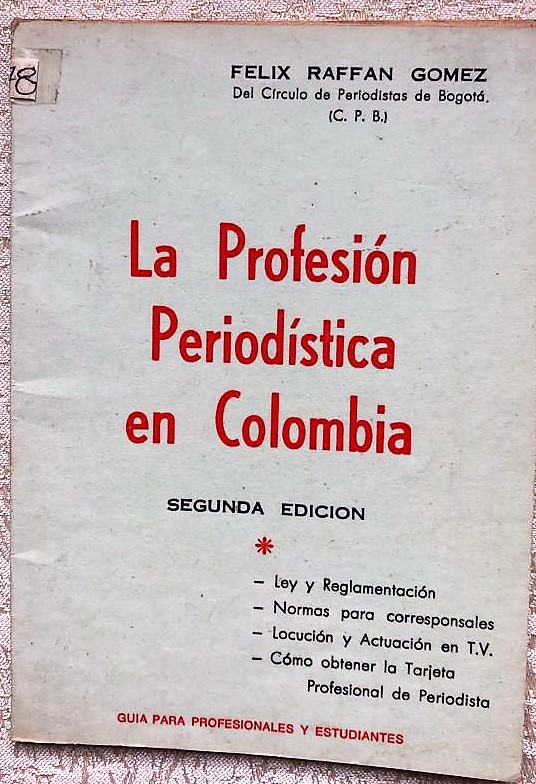 18
FELIX RAFFAN GOMEZ
Del Círculo de Periodistas de Bogotá.
(C. P. B.)
La Profesión
Periodística
en Colombia
SEGUNDA EDICION
*
– Ley y Reglamentación
– Normas para corresponsales
– Locución y Actuación en T.V.
– Cómo obtener la Tarjeta
Profesional de Periodista
GUIA PARA PROFESIONALES Y ESTUDIANTES